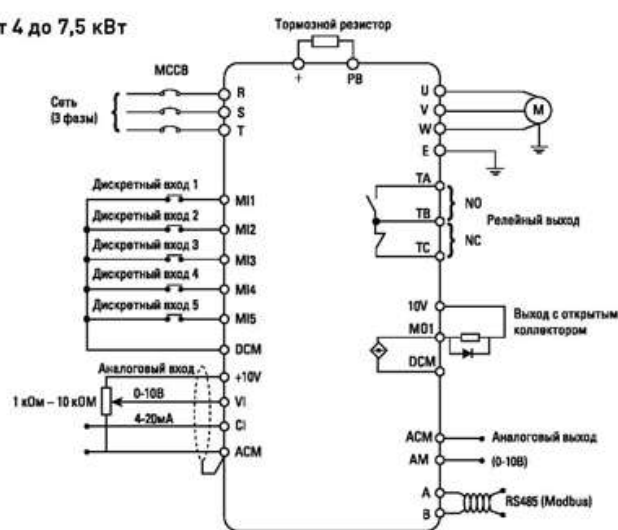 т 4 до 7,5 кВт
Тормозной резистор
+
PB
MCCB
Сеть
(3 фазы)
R
S
T
U
V
W
E
M
TA
TB
TC
NO
NC
Релейный выход
Дискретный вход 1
MI1
Дискретный вход 2
MI2
Дискретный вход 3
MI3
Дискретный вход 4
MI4
Дискретный вход 5
MI5
DCM
10V
MO1
DCM
Выход с открытым
коллектором
Аналоговый вход
+10V
1 кОм – 10 кОМ
0-10В
VI
4-20мА
CI
ACM
ACM
Аналоговый выход
AM
(0-10В)
A
B
RS485 (Modbus)